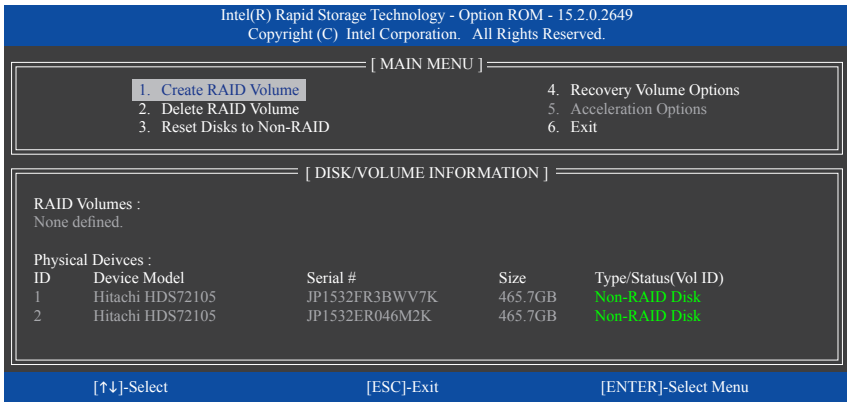 Intel(R) Rapid Storage Technology - Option ROM - 15.2.0.2649
Copyright (C) Intel Corporation. All Rights Reserved.
[ MAIN MENU ]
1. Create RAID Volume
2. Delete RAID Volume
3. Reset Disks to Non-RAID
4. Recovery Volume Options
5. Acceleration Options
6. Exit
[ DISK/VOLUME INFORMATION ]
RAID Volumes :
None defined.
Physical Deivces :
ID Device Model Serial # Size Type/Status(Vol ID)
1 Hitachi HDS72105 JP1532FR3BWV7K 465.7GB Non-RAID Disk
2 Hitachi HDS72105 JP1532ER046M2K 465.7GB Non-RAID Disk
[↑↓]-Select [ESC]-Exit [ENTER]-Select Menu